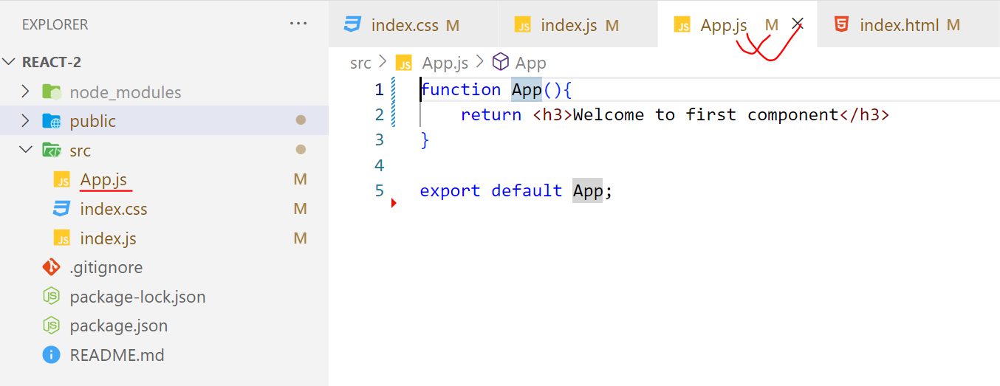 EXPLORER ...
index.css M
index.js M
App.js M
index.html M
REACT-2
src > JS App.js > App
node_modules
public
src
App.js M
index.css M
index.js M
.gitignore
package-lock.json
package.json
README.md
1 function App(){
2 return <h3>Welcome to first component</h3>
3 }
4
5 export default App;